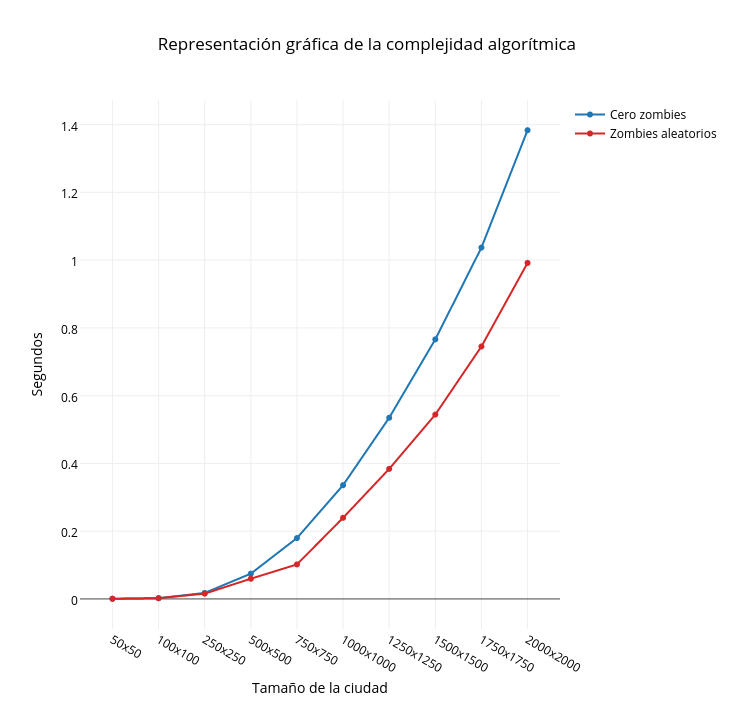 Representación gráfica de la complejidad algorítmica
Cero zombies
Zombies aleatorios
1.4
1.2
1
0.8
0.6
0.4
0.2
0
Segundos
50x50
100x100
250x250
500x500
750x750
1000x1000
1250x1250
1500x1500
1750x1750
2000x2000
Tamaño de la ciudad